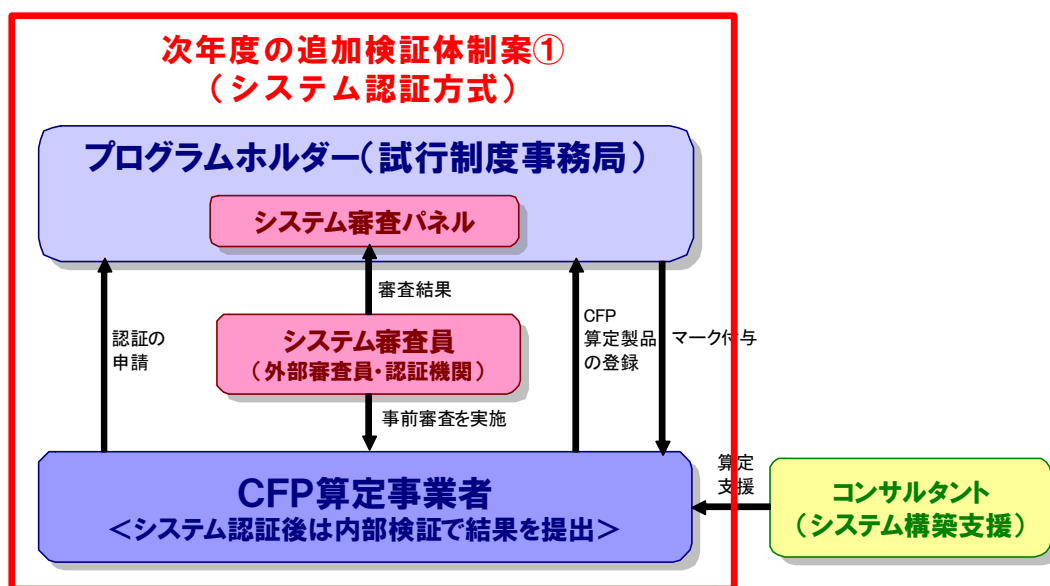 次年度の追加検証体制案①
（システム認証方式）
プログラムホルダー（試行制度事務局）
システム審査パネル
審査結果
認証の
申請
システム審査員
（外部審査員・認証機関）
CFP
算定製品
の登録
マーク付与
事前審査を実施
CFP算定事業者
＜システム認証後は内部検証で結果を提出＞
算定
支援
コンサルタント
（システム構築支援）